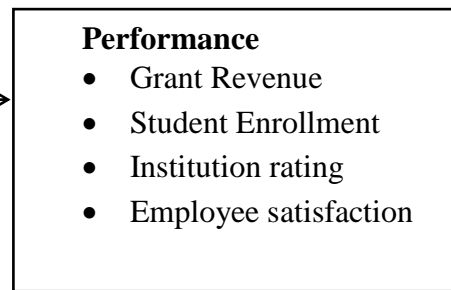 Performance
• Grant Revenue
• Student Enrollment
• Institution rating
• Employee satisfaction